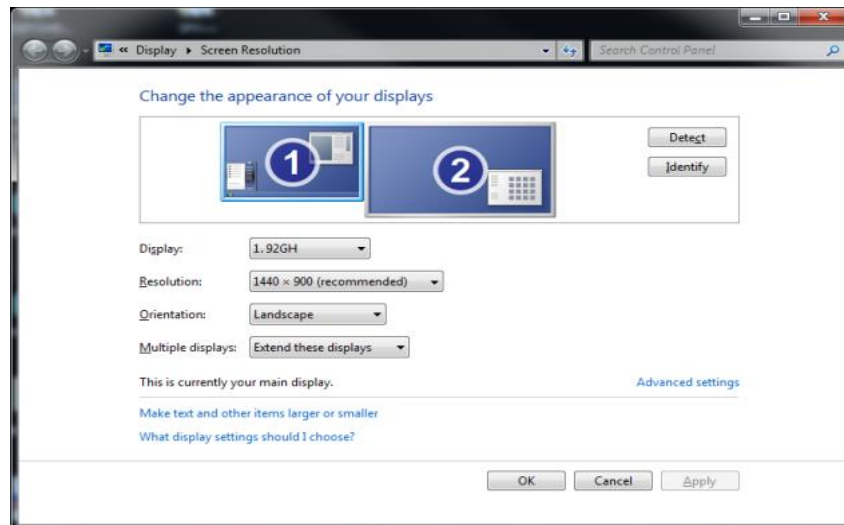 « Display ▸ Screen Resolution
Search Control Panel
Change the appearance of your displays
1
2
Detect
Identify
Display: 1. 92GH
Resolution: 1440 × 900 (recommended)
Orientation: Landscape
Multiple displays: Extend these displays
This is currently your main display.
Advanced settings
Make text and other items larger or smaller
What display settings should I choose?
OK
Cancel
Apply